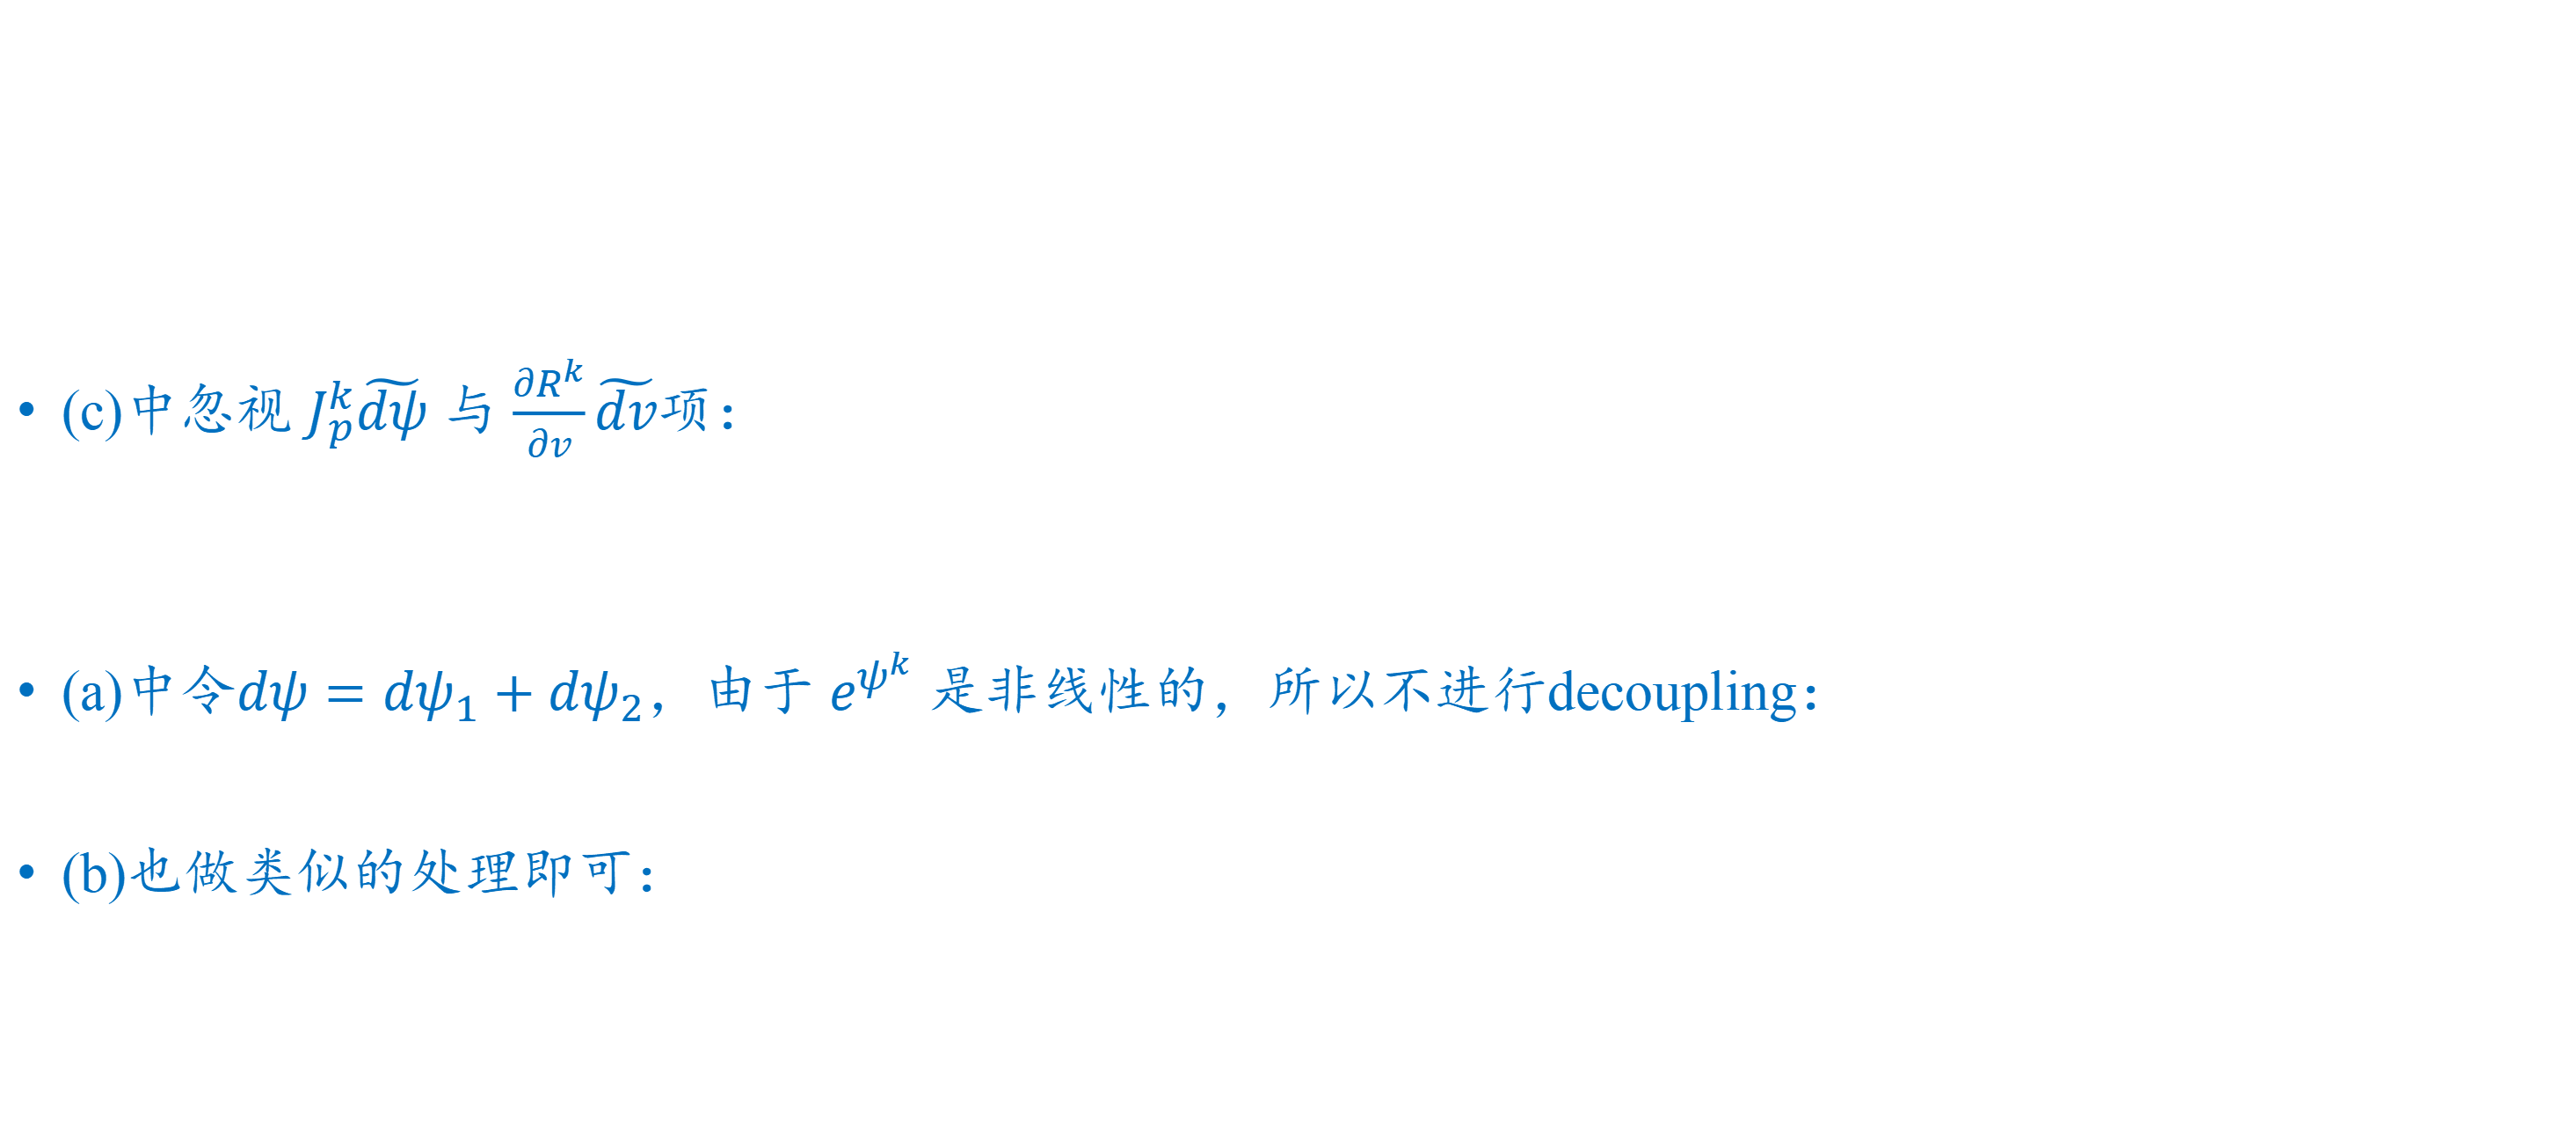 • (c)中忽视 $J_p^k \widetilde{d\psi}$ 与 $\frac{\partial R^k}{\partial v} \widetilde{dv}$项：
• (a)中令$d\psi = d\psi_1 + d\psi_2$，由于 $e^{\psi^k}$ 是非线性的，所以不进行decoupling：
• (b)也做类似的处理即可：